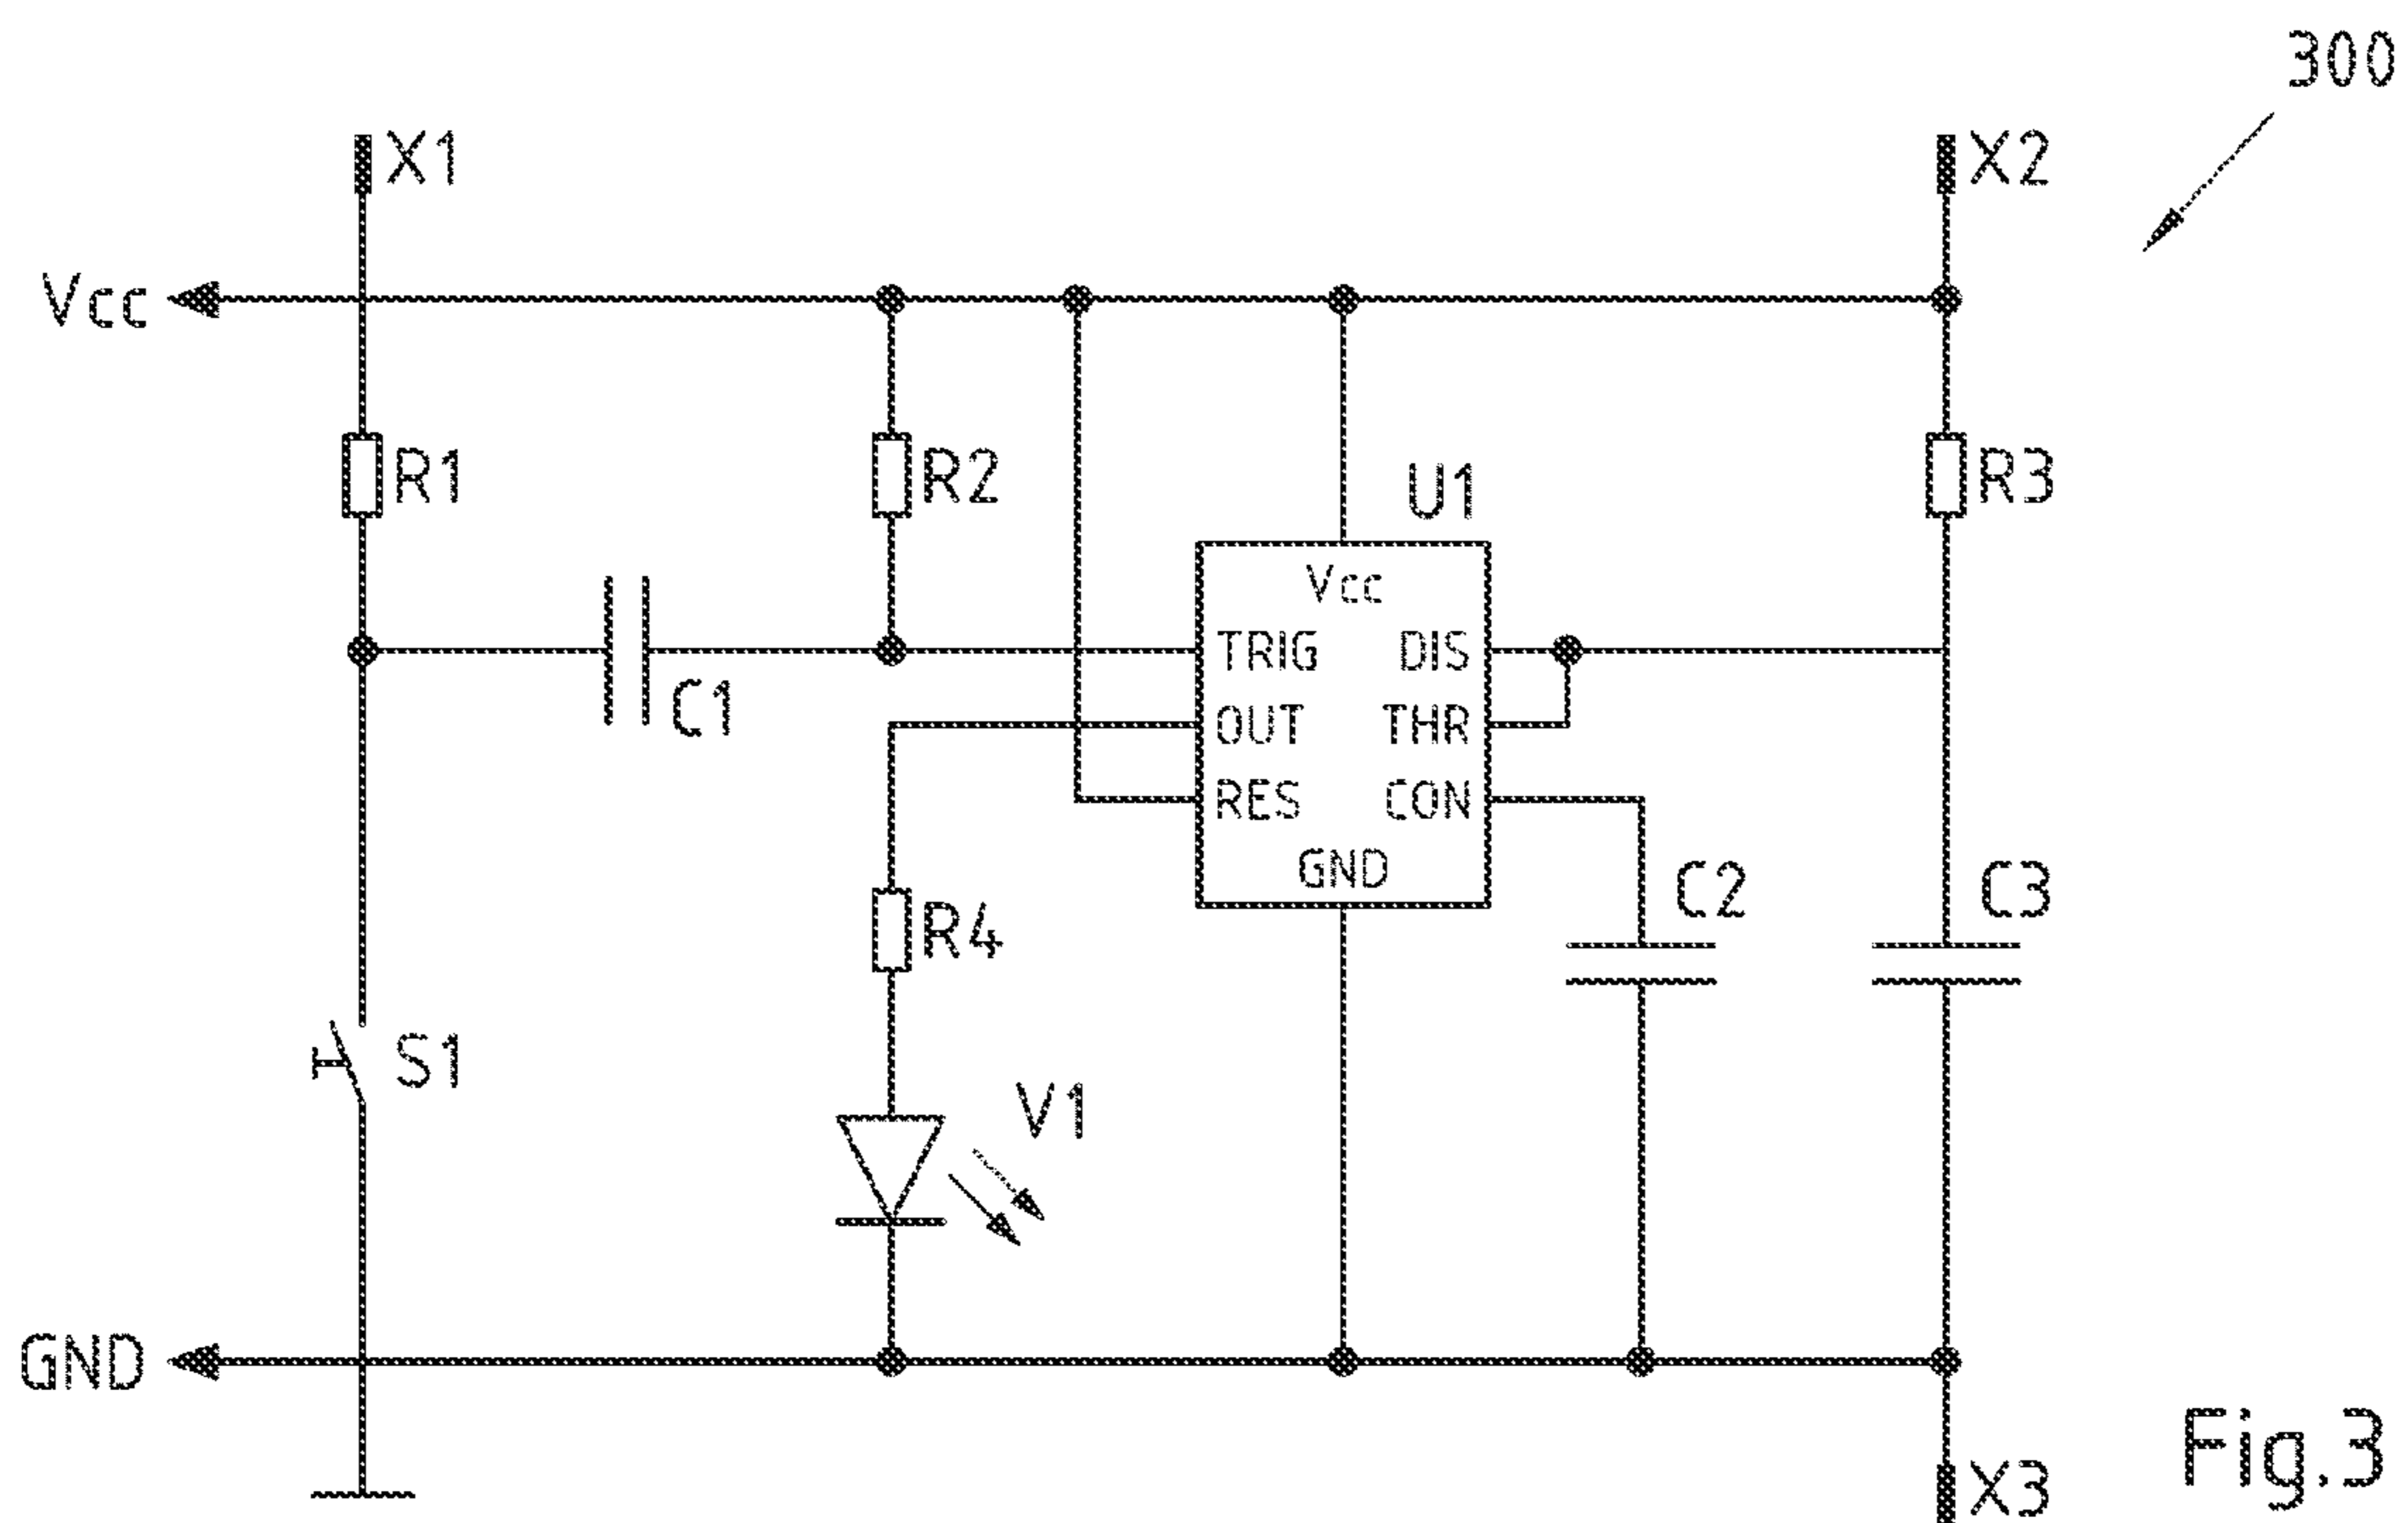 300
X1
X2
Vcc
R1
R2
U1
R3
Vcc
TRIG
DIS
C1
OUT
THR
RES
CON
GND
C2
C3
R4
S1
V1
GND
Fig.3
X3